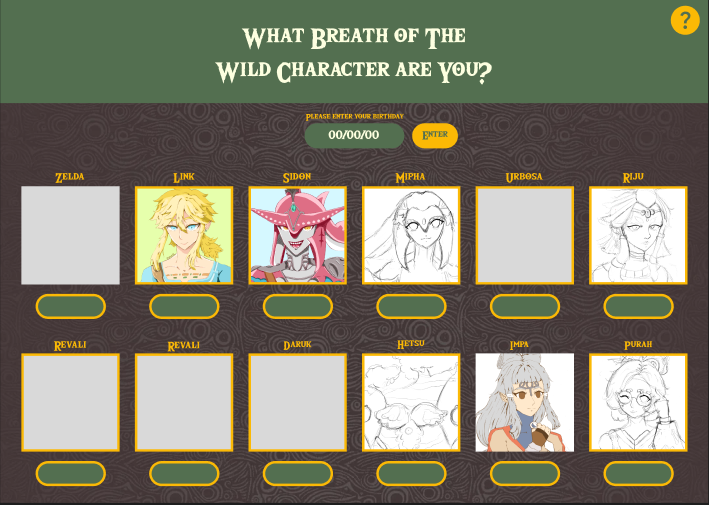 ?
What Breath of The
Wild Character are You?
Please enter your birthday
00/00/00 Enter
Zelda Link Sidon Mipha Urbosa Riju
Revali Revali Daruk Hetsu Impa Purah